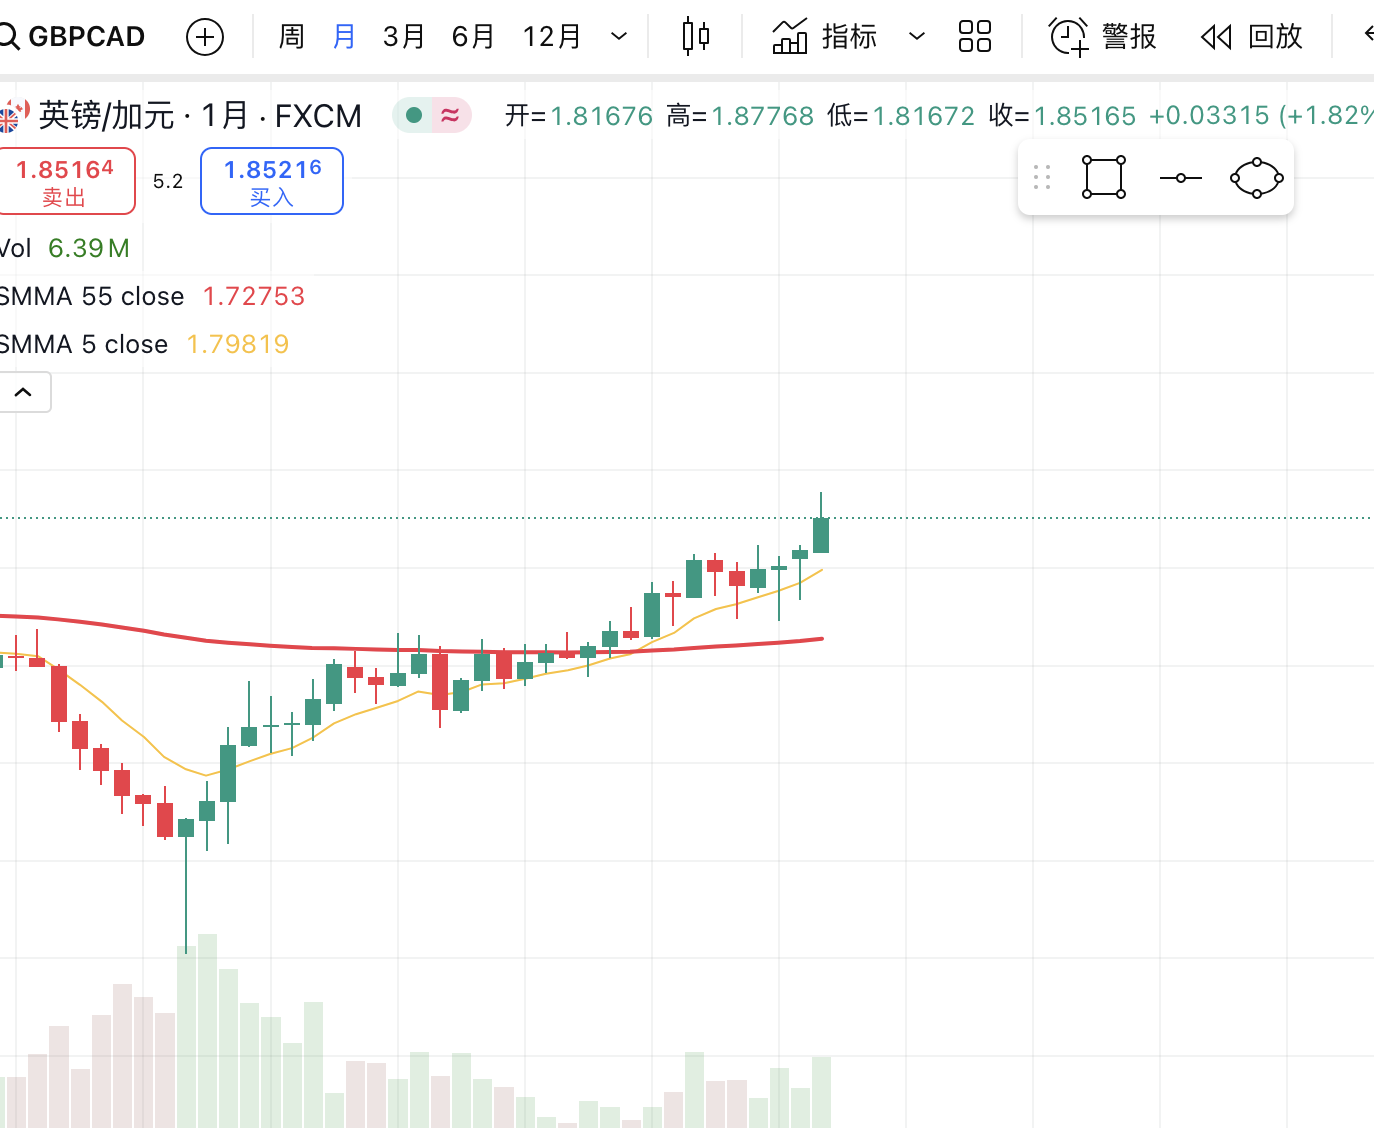 GBPCAD 周 月 3月 6月 12月 指标 警报 回放
英镑/加元 · 1月 · FXCM 开=1.81676 高=1.87768 低=1.81672 收=1.85165 +0.03315 (+1.82%
1.85164 5.2 1.85216
卖出 买入
Vol 6.39 M
SMMA 55 close 1.72753
SMMA 5 close 1.79819